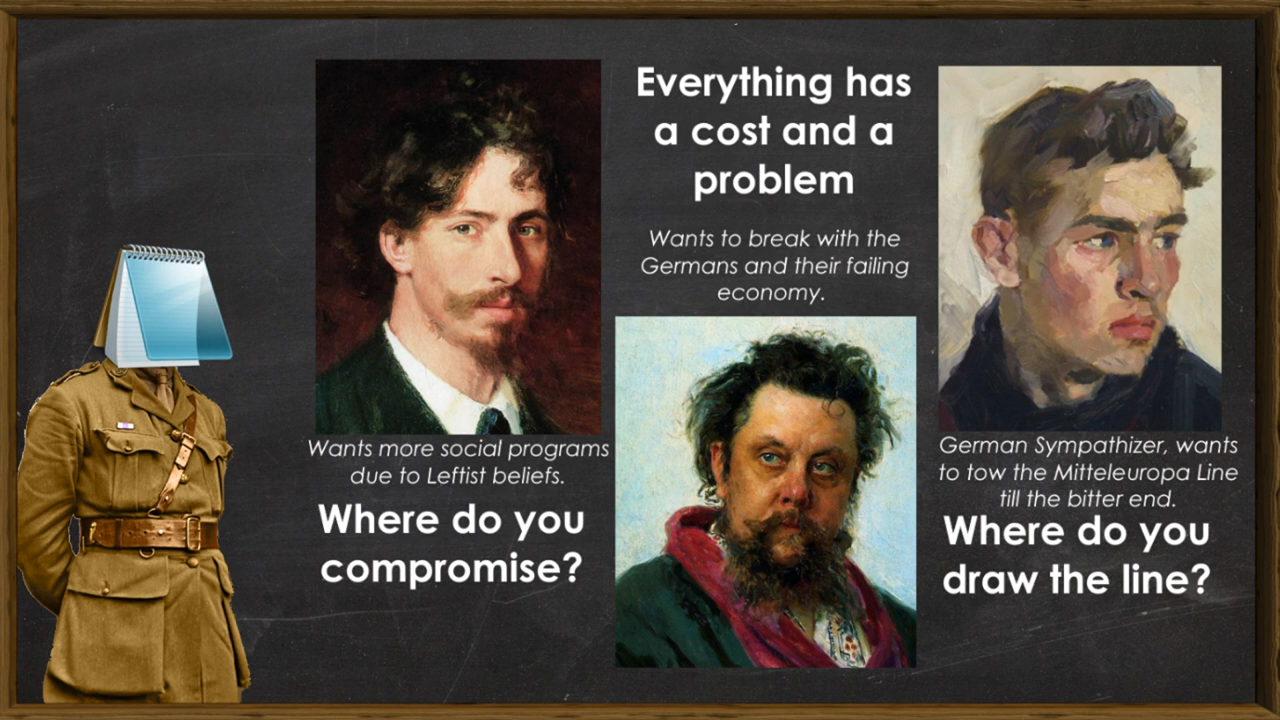 Everything has
a cost and a
problem
Wants to break with the
Germans and their failing
economy.
Wants more social programs
due to Leftist beliefs.
Where do you
compromise?
German Sympathizer, wants
to tow the Mitteleuropa Line
till the bitter end.
Where do you
draw the line?